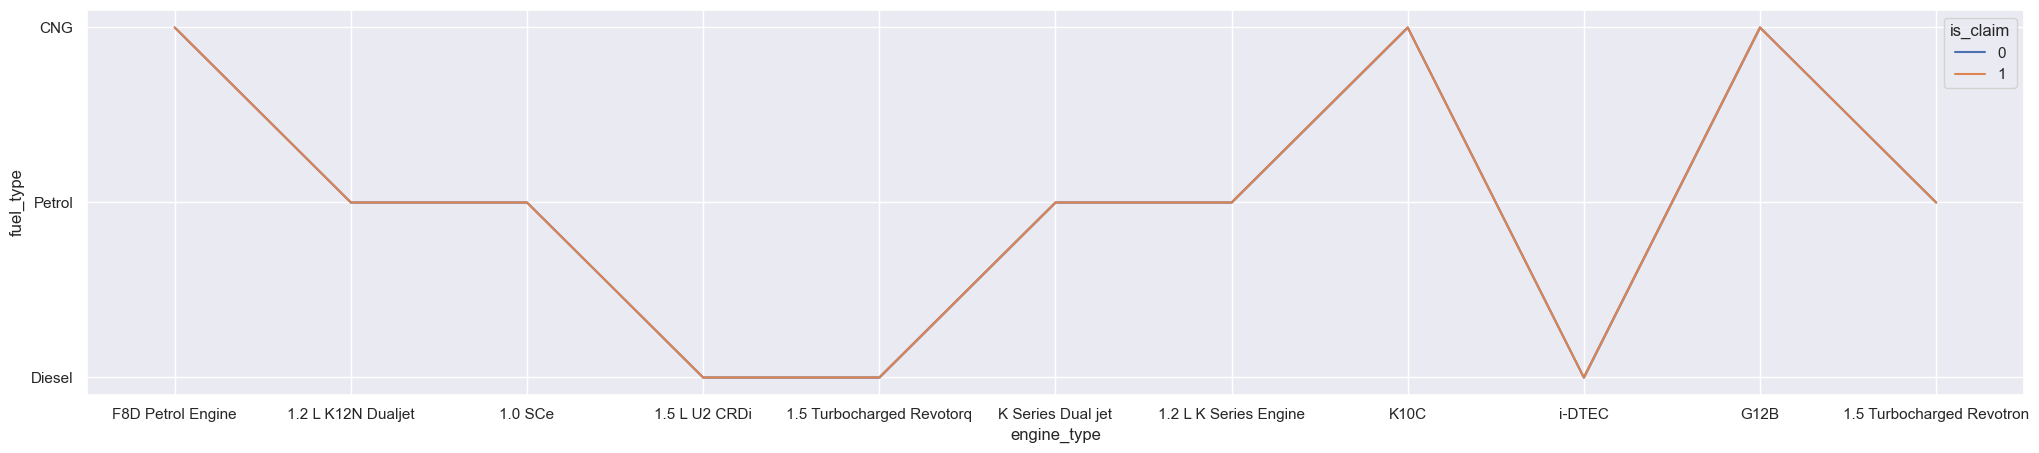 CNG
is_claim
0
1
fuel_type
Petrol
Diesel
F8D Petrol Engine 1.2 L K12N Dualjet 1.0 SCe 1.5 L U2 CRDi 1.5 Turbocharged Revotorq K Series Dual jet 1.2 L K Series Engine K10C i-DTEC G12B 1.5 Turbocharged Revotron
engine_type